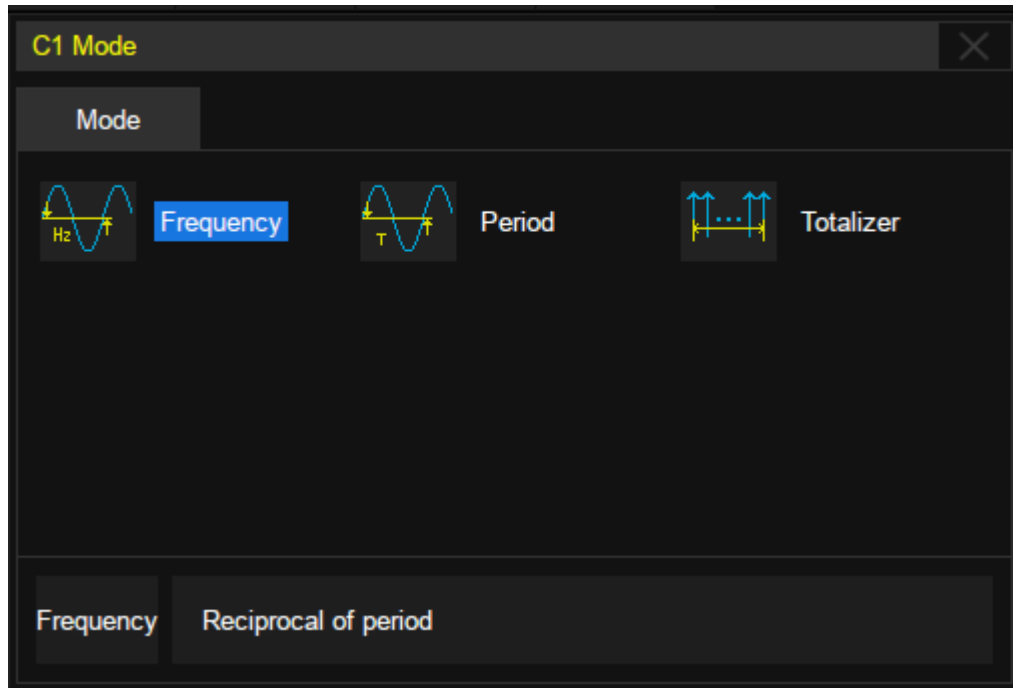 C1 Mode
Mode
Hz Frequency T Period Totalizer
Frequency Reciprocal of period